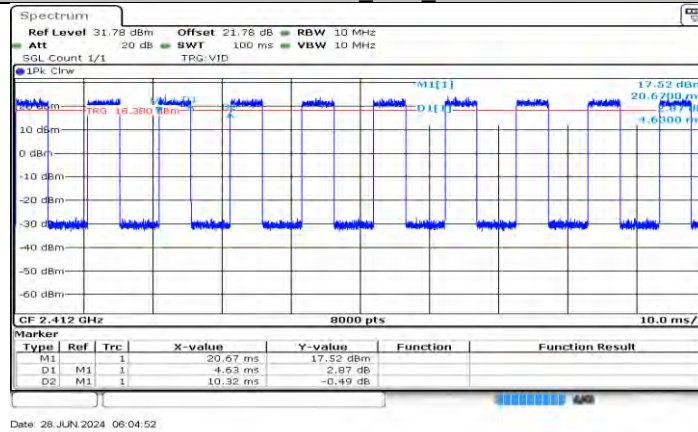 Spectrum
Ref Level 31.78 dBm Offset 21.78 dB RBW 10 MHz
Att 20 dB SWT 100 ms VBW 10 MHz
SGL Count 1/1 TRG:VID
1Pk Clrw
M1[1] 17.52 dBm
20.6700 m
D1[1] 2.87 d
4.6300 m
TRG 18.380 dBm
10 dBm
0 dBm
-10 dBm
-20 dBm
-30 dBm
-40 dBm
-50 dBm
-60 dBm
CF 2.412 GHz 8000 pts 10.0 ms/
Marker
Type Ref Trc X-value Y-value Function Function Result
M1 1 20.67 ms 17.52 dBm
D1 M1 1 4.63 ms 2.87 dB
D2 M1 1 10.32 ms -0.49 dB
Date: 28.JUN.2024 06:04:52